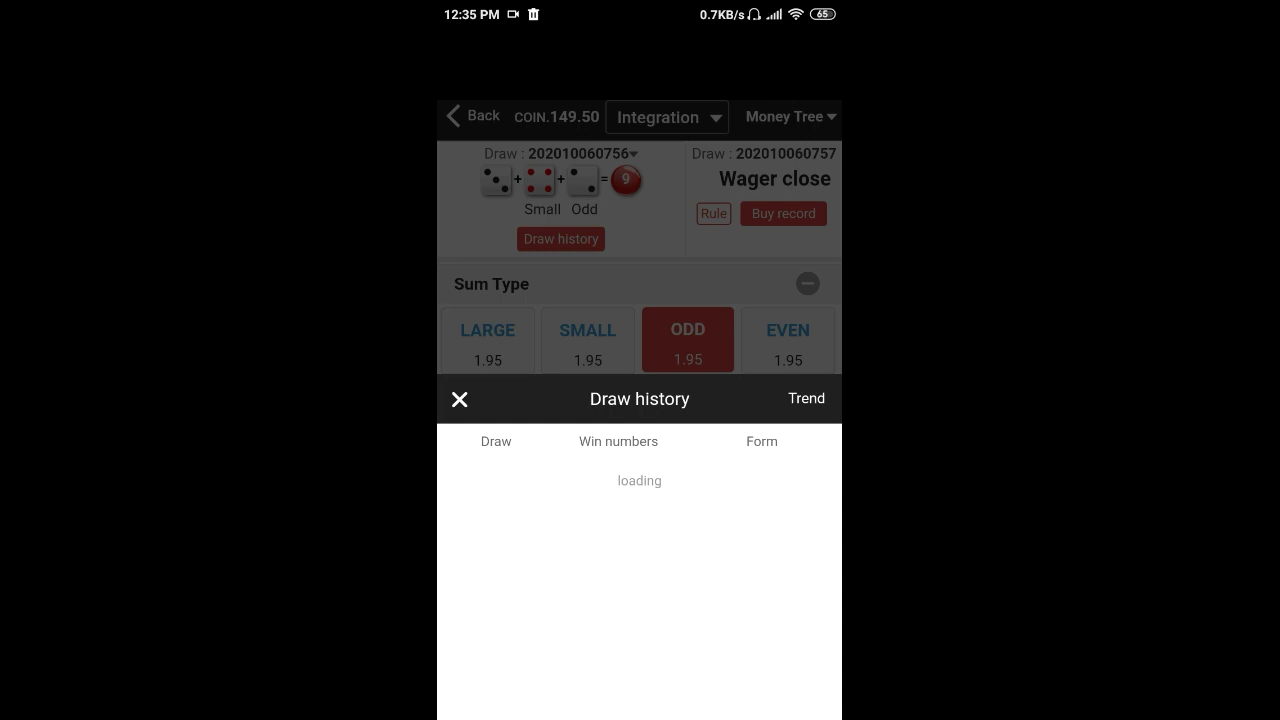 12:35 PM 0.7KB/s 65
Back COIN.149.50 Integration Money Tree
Draw : 202010060756 Draw : 202010060757
+ + = 9 Wager close
Small Odd Rule Buy record
Draw history
Sum Type
LARGE SMALL ODD EVEN
1.95 1.95 1.95 1.95
Draw history Trend
Draw Win numbers Form
loading